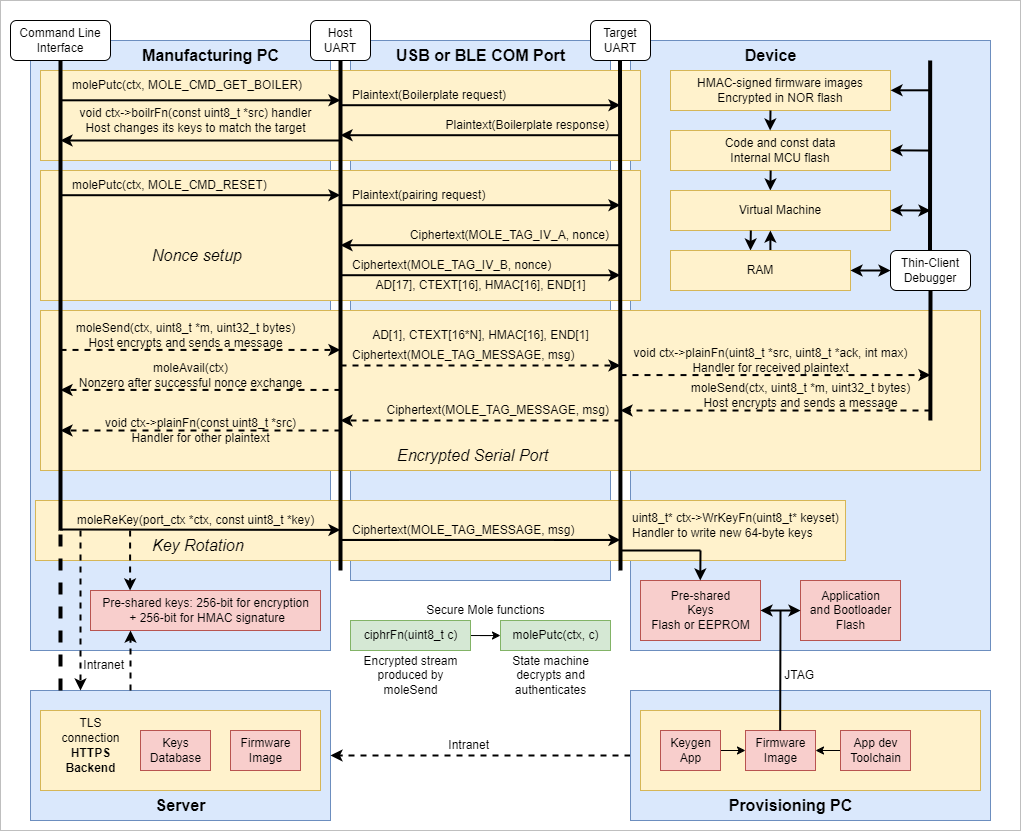 Command Line
Interface
Host
UART
Target
UART
Manufacturing PC
USB or BLE COM Port
Device
molePutc(ctx, MOLE_CMD_GET_BOILER)
Plaintext(Boilerplate request)
void ctx->boilrFn(const uint8_t *src) handler
Host changes its keys to match the target
Plaintext(Boilerplate response)
HMAC-signed firmware images
Encrypted in NOR flash
Code and const data
Internal MCU flash
Virtual Machine
RAM
Thin-Client
Debugger
molePutc(ctx, MOLE_CMD_RESET)
Plaintext(pairing request)
Ciphertext(MOLE_TAG_IV_A, nonce)
Nonce setup
Ciphertext(MOLE_TAG_IV_B, nonce)
AD[17], CTEXT[16], HMAC[16], END[1]
moleSend(ctx, uint8_t *m, uint32_t bytes)
Host encrypts and sends a message
AD[1], CTEXT[16*N], HMAC[16], END[1]
Ciphertext(MOLE_TAG_MESSAGE, msg)
void ctx->plainFn(uint8_t *src, uint8_t *ack, int max)
Handler for received plaintext
moleAvail(ctx)
Nonzero after successful nonce exchange
moleSend(ctx, uint8_t *m, uint32_t bytes)
Host encrypts and sends a message
Ciphertext(MOLE_TAG_MESSAGE, msg)
void ctx->plainFn(const uint8_t *src)
Handler for other plaintext
Encrypted Serial Port
moleReKey(port_ctx *ctx, const uint8_t *key)
Ciphertext(MOLE_TAG_MESSAGE, msg)
uint8_t* ctx->WrKeyFn(uint8_t* keyset)
Handler to write new 64-byte keys
Key Rotation
Pre-shared keys: 256-bit for encryption
+ 256-bit for HMAC signature
Pre-shared
Keys
Flash or EEPROM
Application
and Bootloader
Flash
Secure Mole functions
ciphrFn(uint8_t c)
molePutc(ctx, c)
Encrypted stream
produced by
moleSend
State machine
decrypts and
authenticates
Intranet
JTAG
TLS
connection
HTTPS
Backend
Keys
Database
Firmware
Image
Server
Intranet
Keygen
App
Firmware
Image
App dev
Toolchain
Provisioning PC